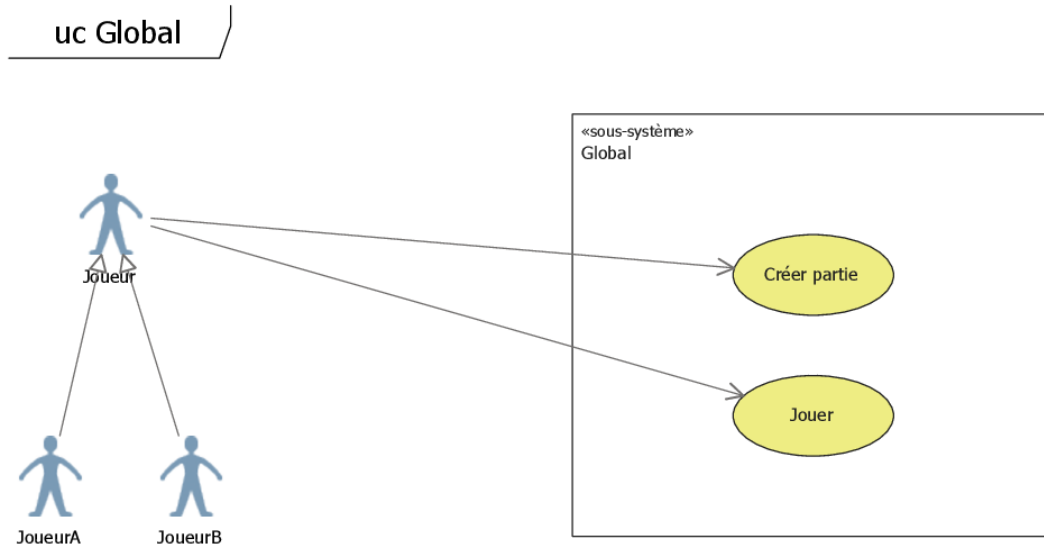 uc Global
«sous-système»
Global
Joueur
Créer partie
Jouer
JoueurA
JoueurB